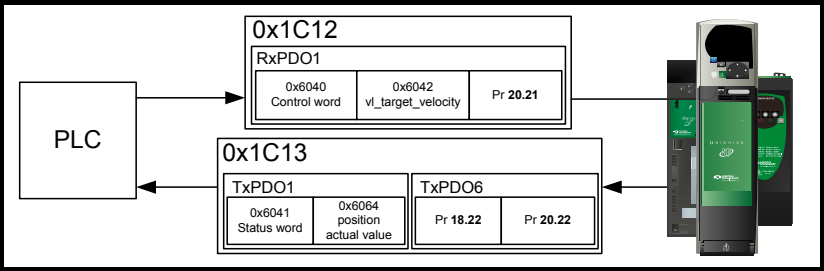 0x1C12
RxPDO1
0x6040
Control word
0x6042
vl_target_velocity
Pr 20.21
PLC
0x1C13
TxPDO1
0x6041
Status word
0x6064
position
actual value
TxPDO6
Pr 18.22
Pr 20.22
UNIDRIVE